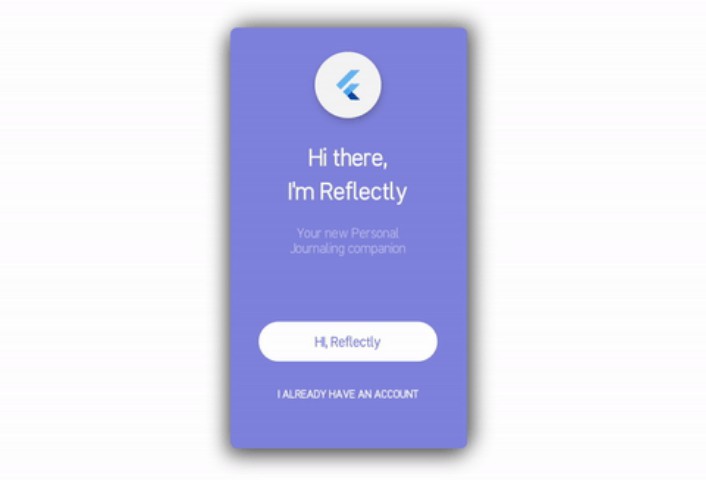 Hi there,
I'm Reflectly
Your new Personal
Journaling companion
Hi, Reflectly
I ALREADY HAVE AN ACCOUNT